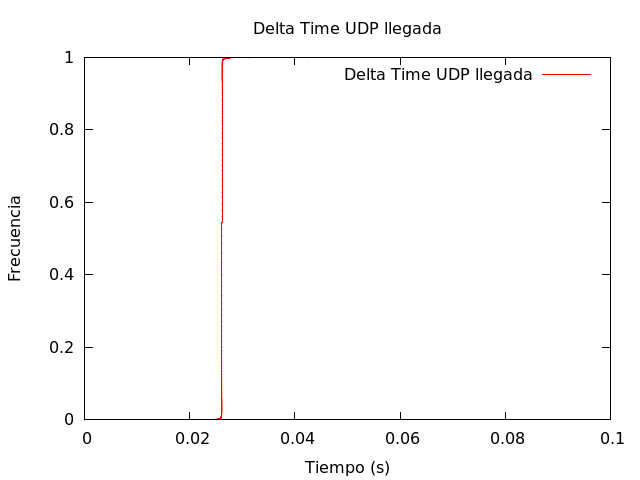 Delta Time UDP llegada
Delta Time UDP llegada
1
0.8
0.6
0.4
0.2
0
Frecuencia
0 0.02 0.04 0.06 0.08 0.1
Tiempo (s)